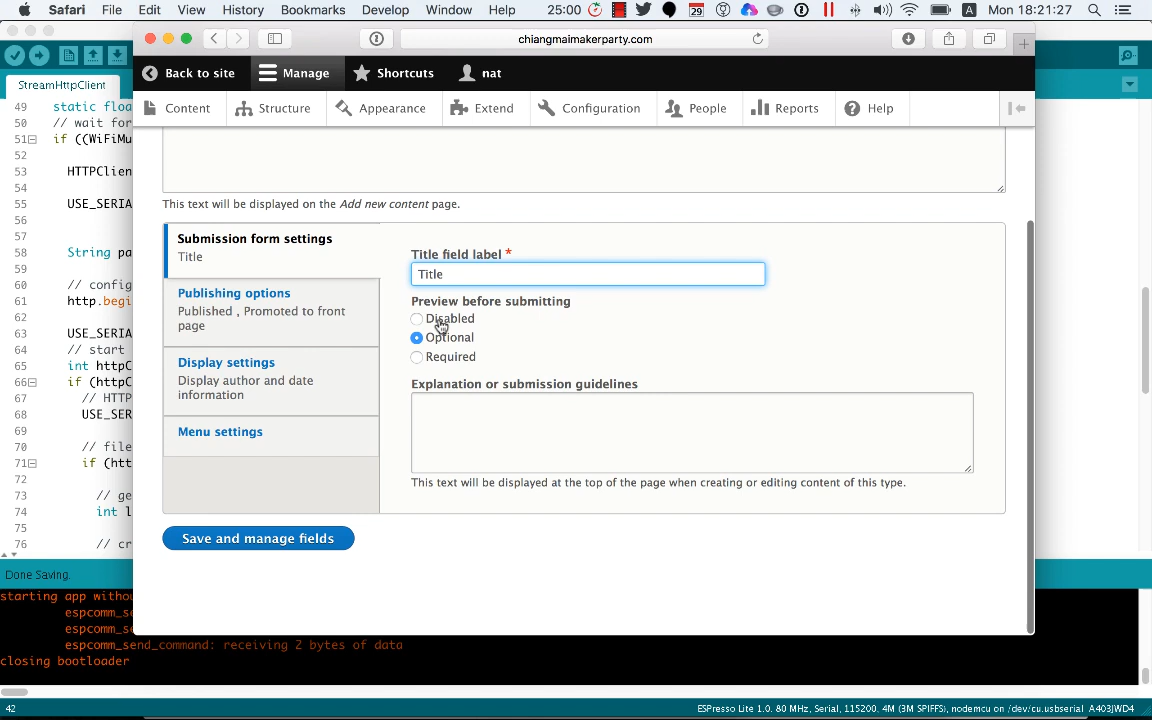 Safari File Edit View History Bookmarks Develop Window Help 25:00 29 A Mon 18:21:27
chiangmaimakerparty.com
StreamHttpClient
Back to site Manage Shortcuts nat
Content Structure Appearance Extend Configuration People Reports Help
49 static floa
50 // wait for
51 if ((WiFiMu
52
53 HTTPClien
54
55 USE_SERIA
56
57
58 String pa
59
60 // config
61 http.begi
62
63 USE_SERIA
64 // start
65 int httpC
66 if (httpC
67 // HTTP
68 USE_SER
69
70 // file
71 if (htt
72
73 // ge
74 int l
75
76 // cr
This text will be displayed on the Add new content page.
Submission form settings
Title
Publishing options
Published , Promoted to front
page
Display settings
Display author and date
information
Menu settings
Title field label *
Title
Preview before submitting
Disabled
Optional
Required
Explanation or submission guidelines
This text will be displayed at the top of the page when creating or editing content of this type.
Save and manage fields
Done Saving.
starting app witho
espcomm_se
espcomm_se
espcomm_send_command: receiving 2 bytes of data
closing bootloader
42 ESPresso Lite 1.0, 80 MHz, Serial, 115200, 4M (3M SPIFFS), nodemcu on /dev/cu.usbserial A403JWD4